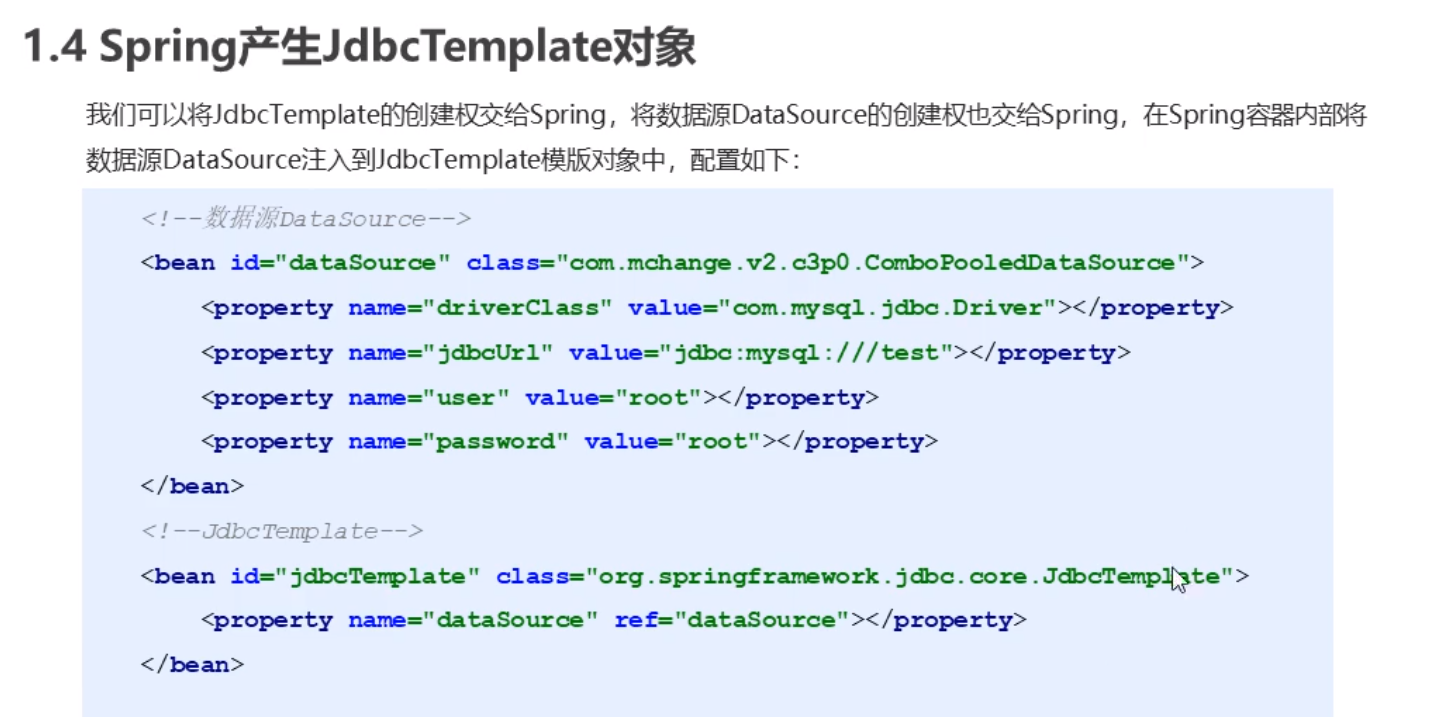 1.4 Spring产生JdbcTemplate对象
我们可以将JdbcTemplate的创建权交给Spring，将数据源DataSource的创建权也交给Spring，在Spring容器内部将
数据源DataSource注入到JdbcTemplate模版对象中，配置如下：
<!--数据源DataSource-->
<bean id="dataSource" class="com.mchange.v2.c3p0.ComboPooledDataSource">
<property name="driverClass" value="com.mysql.jdbc.Driver"></property>
<property name="jdbcUrl" value="jdbc:mysql:///test"></property>
<property name="user" value="root"></property>
<property name="password" value="root"></property>
</bean>
<!--JdbcTemplate-->
<bean id="jdbcTemplate" class="org.springframework.jdbc.core.JdbcTemplate">
<property name="dataSource" ref="dataSource"></property>
</bean>